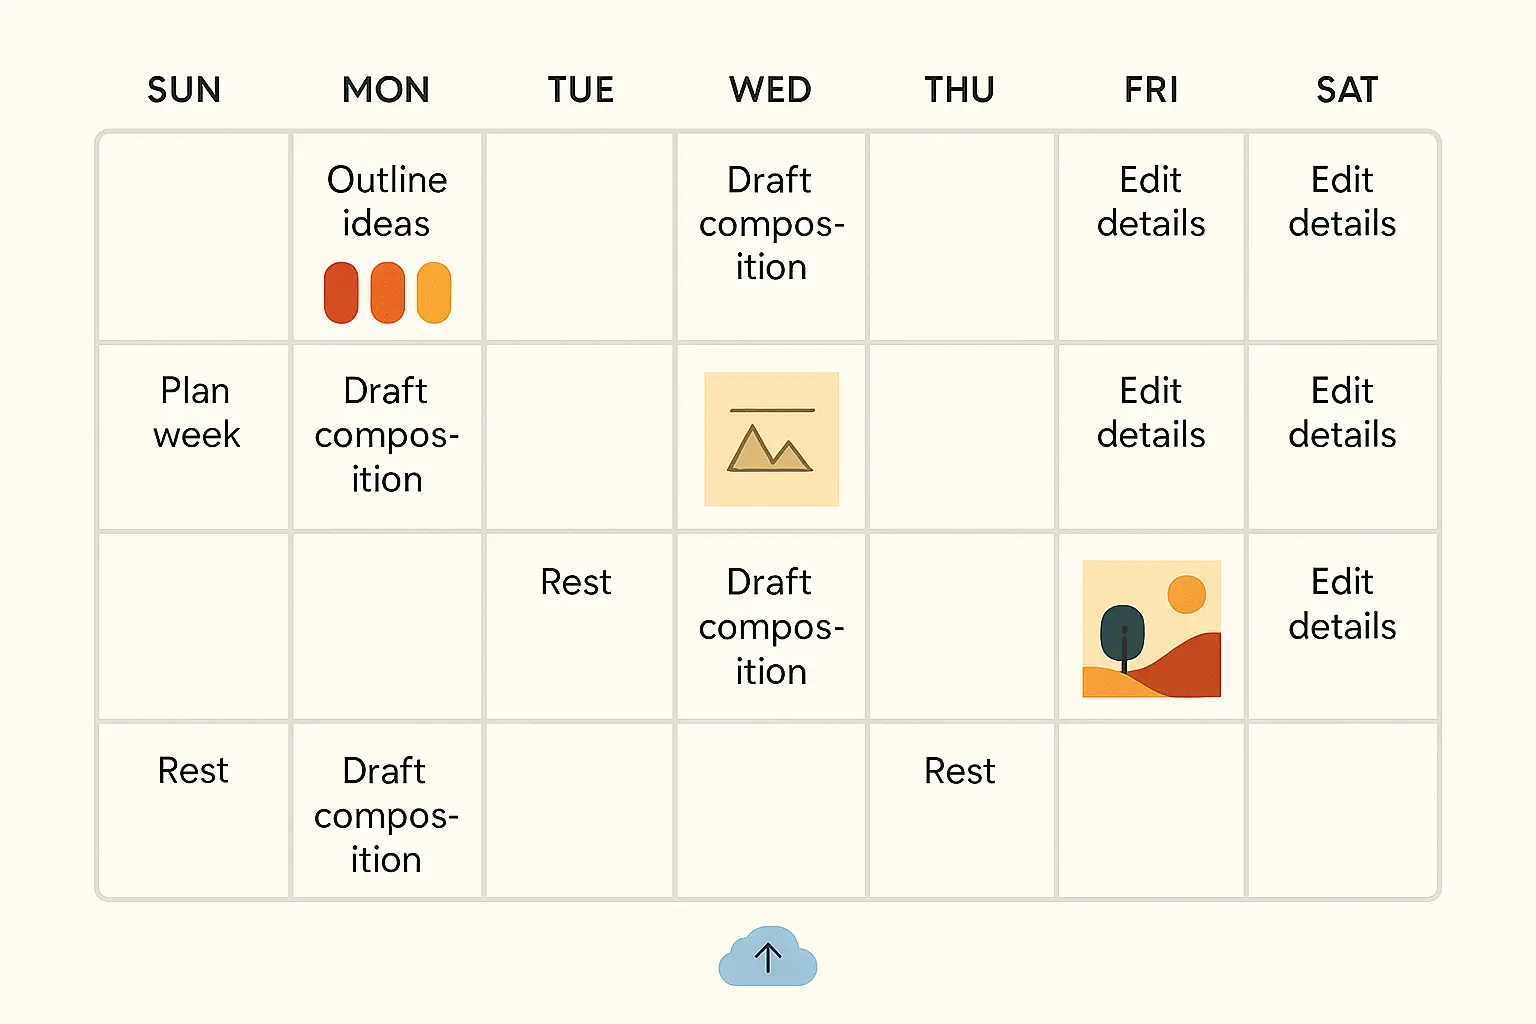 SUN MON TUE WED THU FRI SAT
Outline
ideas
Draft
compos-
ition
Edit
details
Edit
details
Plan
week
Draft
compos-
ition
Edit
details
Edit
details
Rest
Draft
compos-
ition
Edit
details
Rest
Draft
compos-
ition
Rest